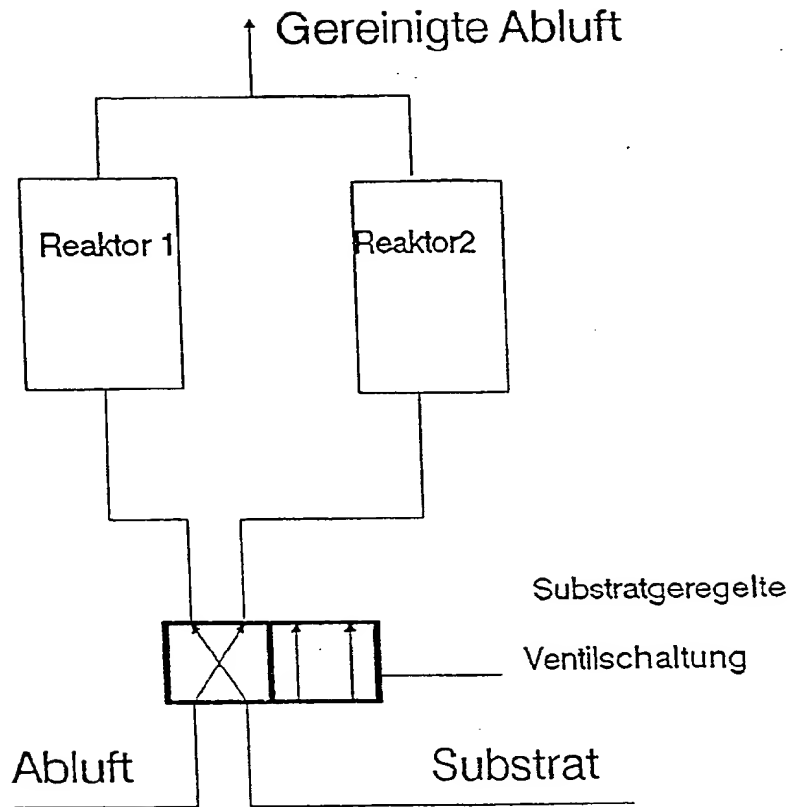 Gereinigte Abluft
Reaktor 1
Reaktor2
Substratgeregelte
Ventilschaltung
Abluft
Substrat